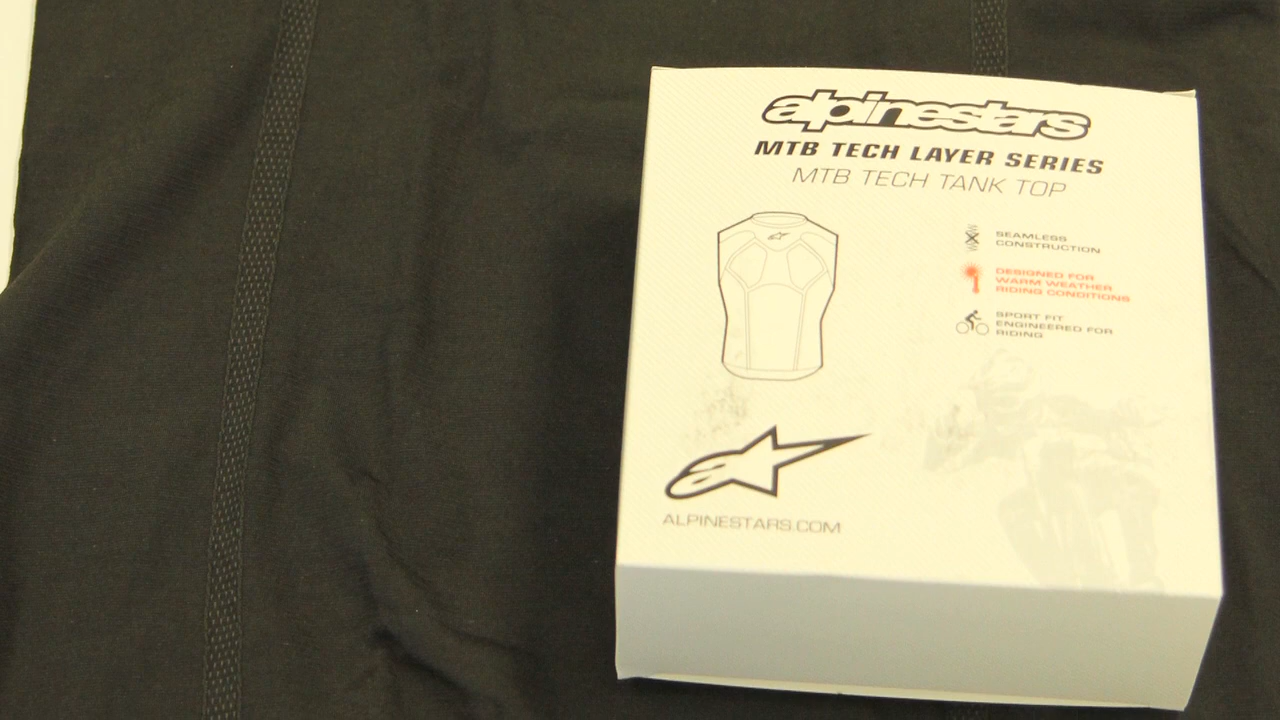 alpinestars
MTB TECH LAYER SERIES
MTB TECH TANK TOP
SEAMLESS
CONSTRUCTION
DESIGNED FOR
WARM WEATHER
RIDING CONDITIONS
SPORT FIT
ENGINEERED FOR
RIDING
ALPINESTARS.COM